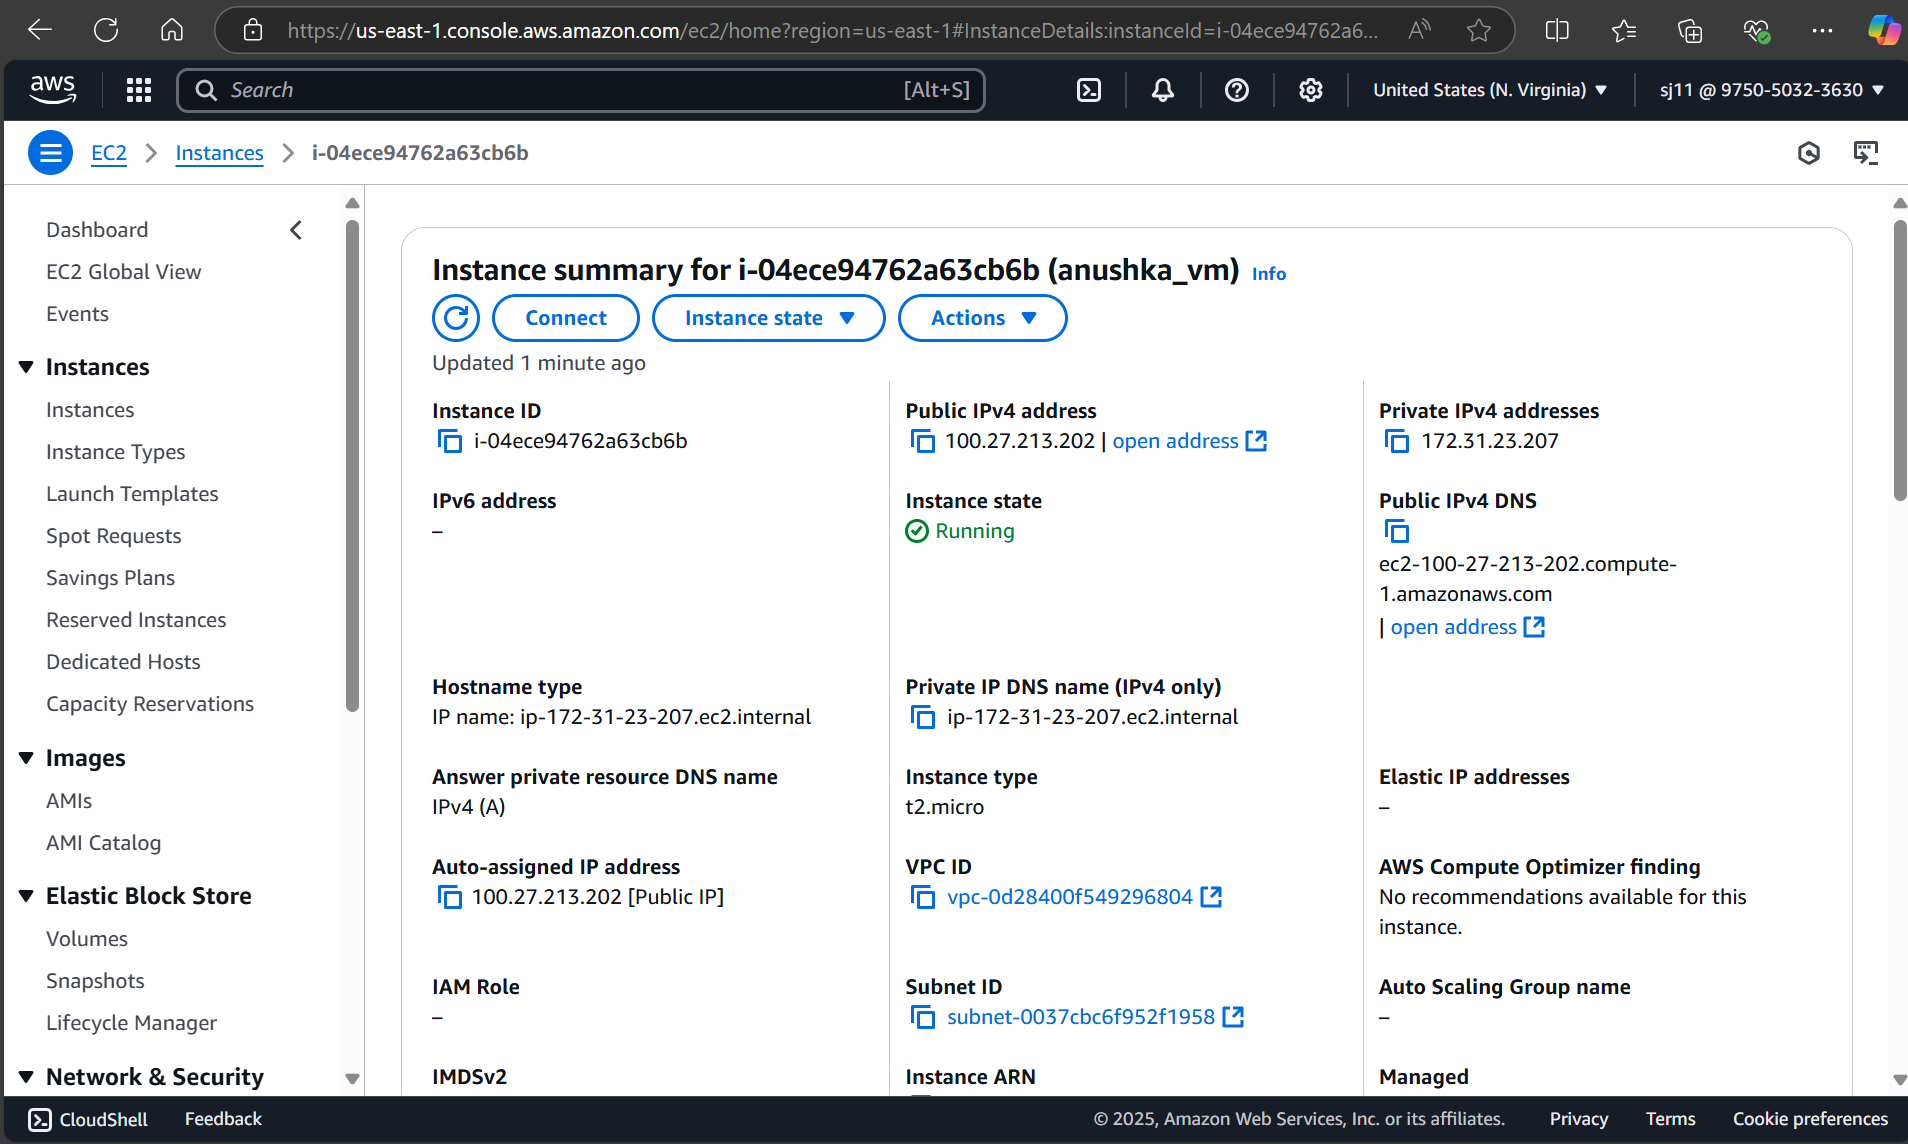 https://us-east-1.console.aws.amazon.com/ec2/home?region=us-east-1#InstanceDetails:instanceId=i-04ece94762a6...
aws
Search
[Alt+S]
United States (N. Virginia)
sj11 @ 9750-5032-3630
EC2
Instances
i-04ece94762a63cb6b
Dashboard
EC2 Global View
Events
Instances
Instances
Instance Types
Launch Templates
Spot Requests
Savings Plans
Reserved Instances
Dedicated Hosts
Capacity Reservations
Images
AMIs
AMI Catalog
Elastic Block Store
Volumes
Snapshots
Lifecycle Manager
Network & Security
Instance summary for i-04ece94762a63cb6b (anushka_vm) Info
Connect
Instance state
Actions
Updated 1 minute ago
Instance ID
i-04ece94762a63cb6b
Public IPv4 address
100.27.213.202 | open address
Private IPv4 addresses
172.31.23.207
IPv6 address
–
Instance state
Running
Public IPv4 DNS
ec2-100-27-213-202.compute-
1.amazonaws.com
| open address
Hostname type
IP name: ip-172-31-23-207.ec2.internal
Private IP DNS name (IPv4 only)
ip-172-31-23-207.ec2.internal
Answer private resource DNS name
IPv4 (A)
Instance type
t2.micro
Elastic IP addresses
–
Auto-assigned IP address
100.27.213.202 [Public IP]
VPC ID
vpc-0d28400f549296804
AWS Compute Optimizer finding
No recommendations available for this
instance.
IAM Role
–
Subnet ID
subnet-0037cbc6f952f1958
Auto Scaling Group name
–
IMDSv2
Instance ARN
Managed
CloudShell
Feedback
© 2025, Amazon Web Services, Inc. or its affiliates.
Privacy
Terms
Cookie preferences